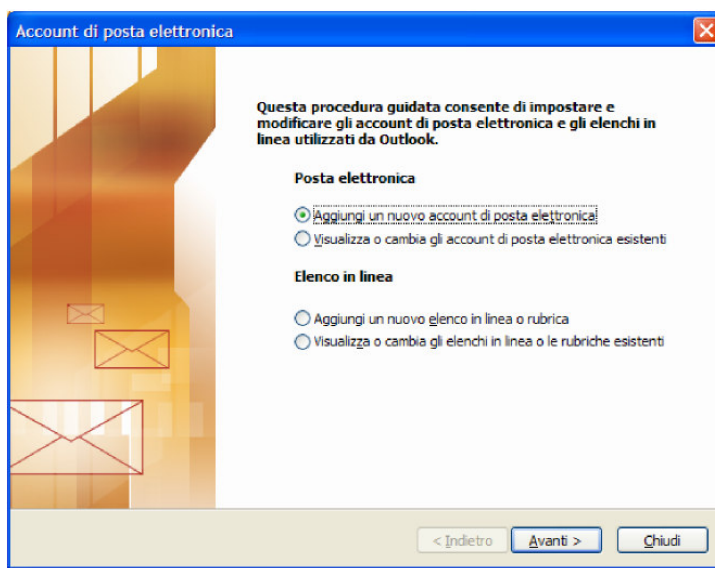 Account di posta elettronica
Questa procedura guidata consente di impostare e
modificare gli account di posta elettronica e gli elenchi in
linea utilizzati da Outlook.
Posta elettronica
Aggiungi un nuovo account di posta elettronica
Visualizza o cambia gli account di posta elettronica esistenti
Elenco in linea
Aggiungi un nuovo elenco in linea o rubrica
Visualizza o cambia gli elenchi in linea o le rubriche esistenti
< Indietro Avanti > Chiudi